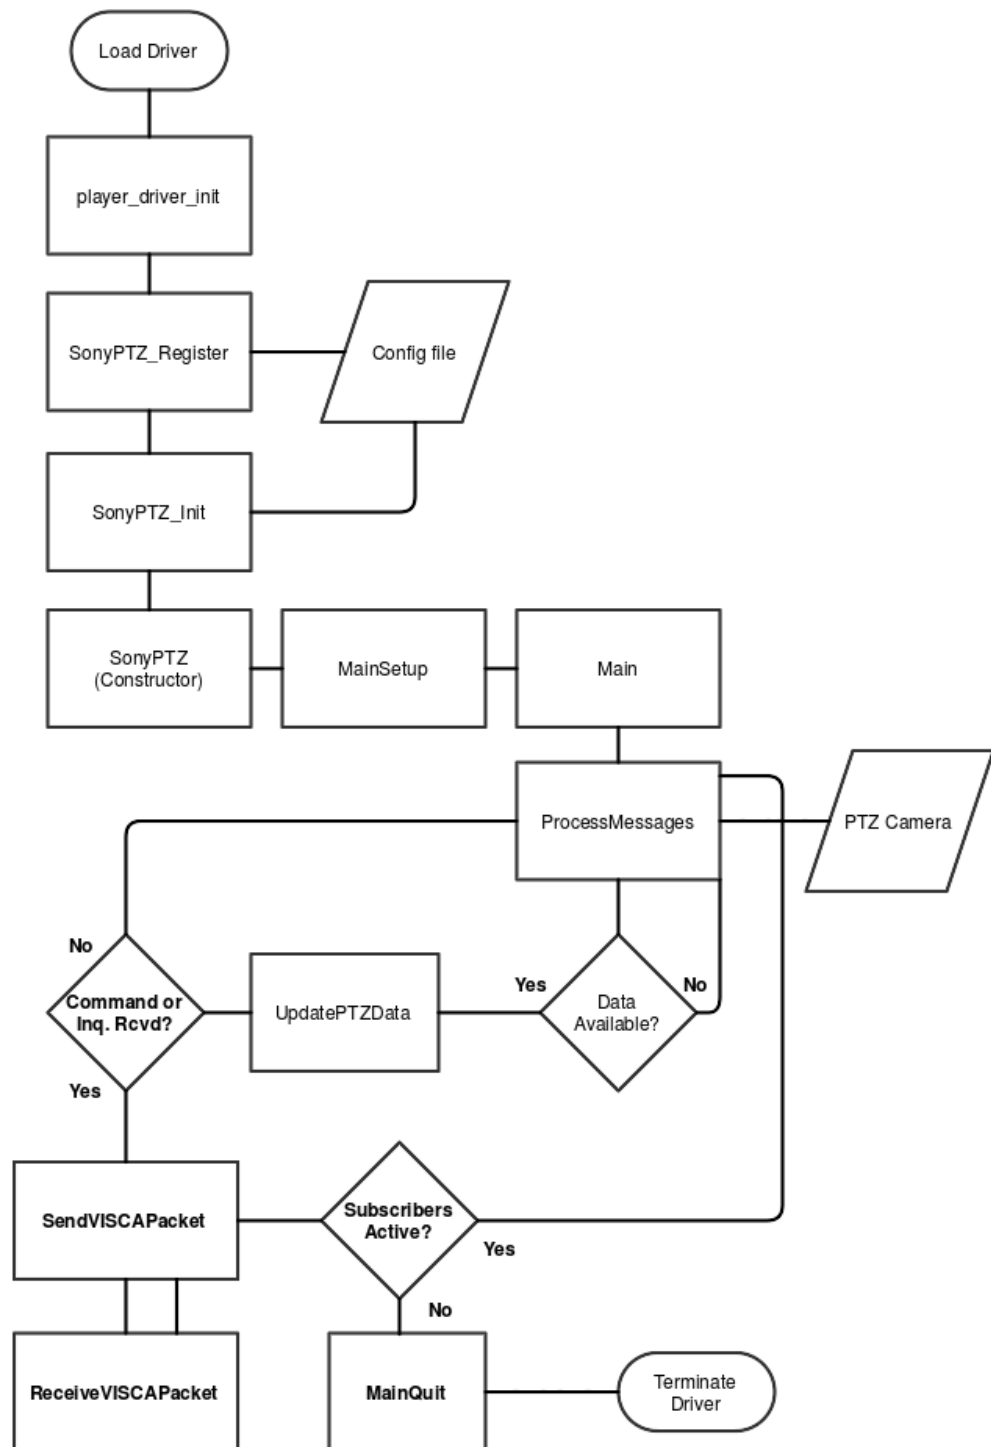 Load Driver
player_driver_init
SonyPTZ_Register
Config file
SonyPTZ_Init
SonyPTZ
(Constructor)
MainSetup
Main
ProcessMessages
PTZ Camera
No
Command or
Inq. Rcvd?
Yes
UpdatePTZData
Yes
Data
Available?
No
SendVISCAPacket
Subscribers
Active?
Yes
No
ReceiveVISCAPacket
MainQuit
Terminate
Driver